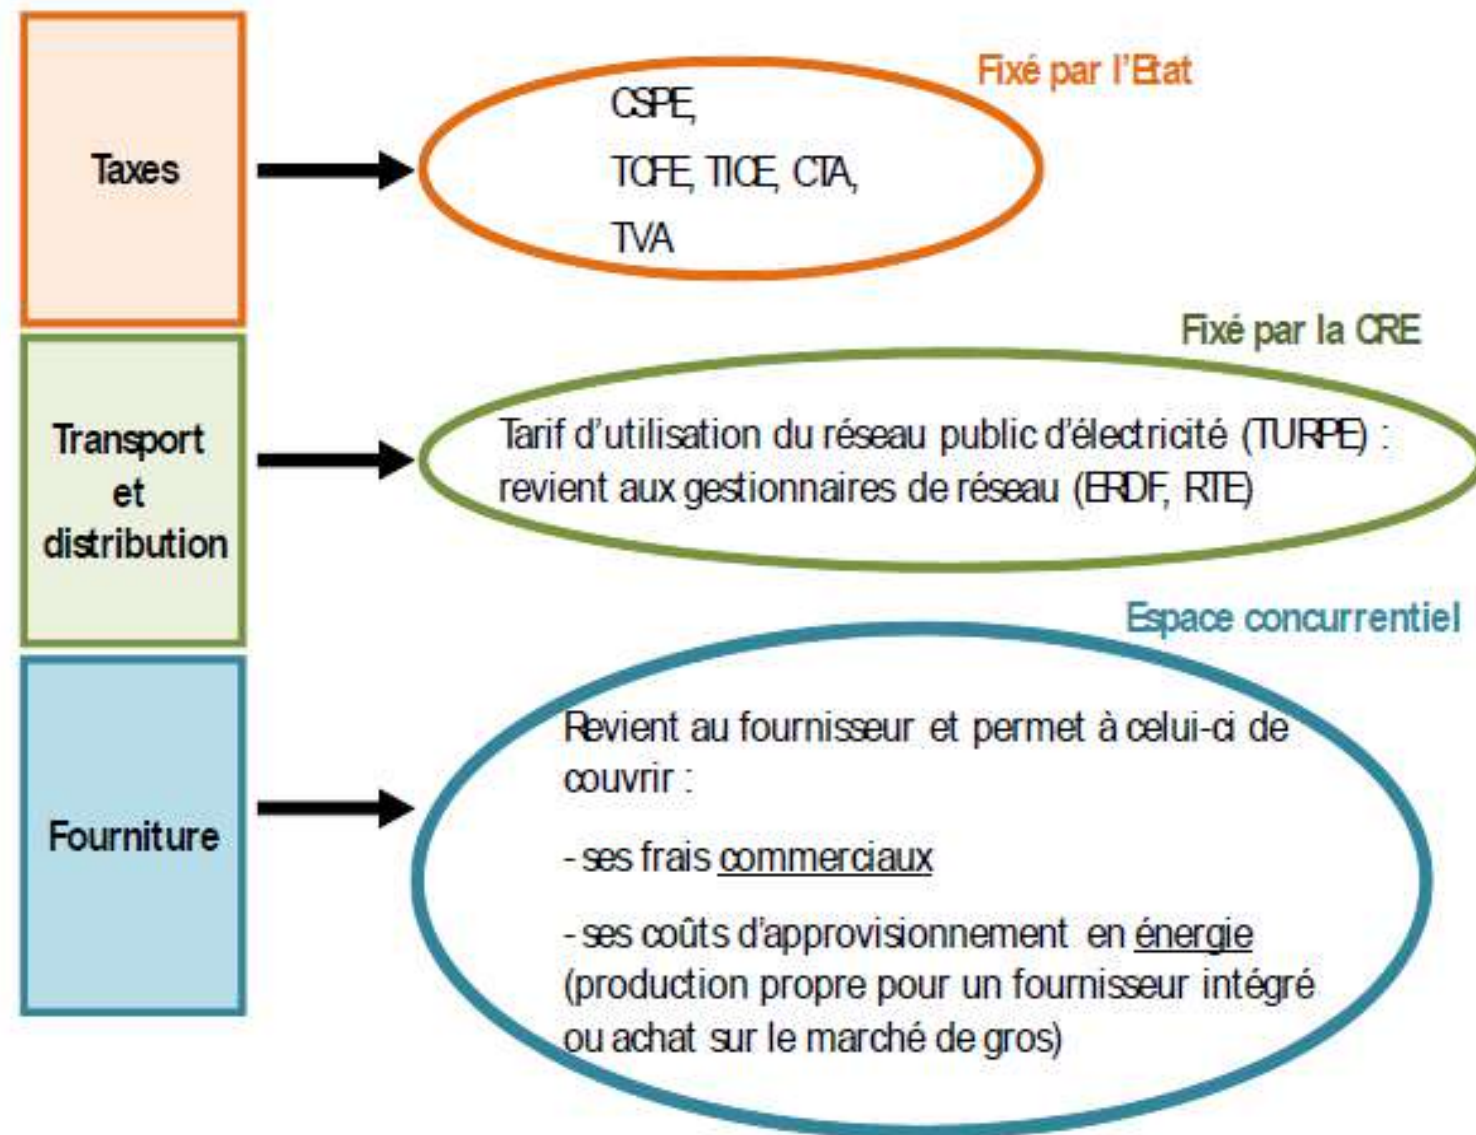 Fixé par l'Etat
Taxes
CSPE,
TCFE, TICE, CTA,
TVA
Fixé par la CRE
Transport
et
distribution
Tarif d'utilisation du réseau public d'électricité (TURPE) :
revient aux gestionnaires de réseau (ERDF, RTE)
Espace concurrentiel
Fourniture
Revient au fournisseur et permet à celui-ci de
couvrir :
- ses frais commerciaux
- ses coûts d'approvisionnement en énergie
(production propre pour un fournisseur intégré
ou achat sur le marché de gros)